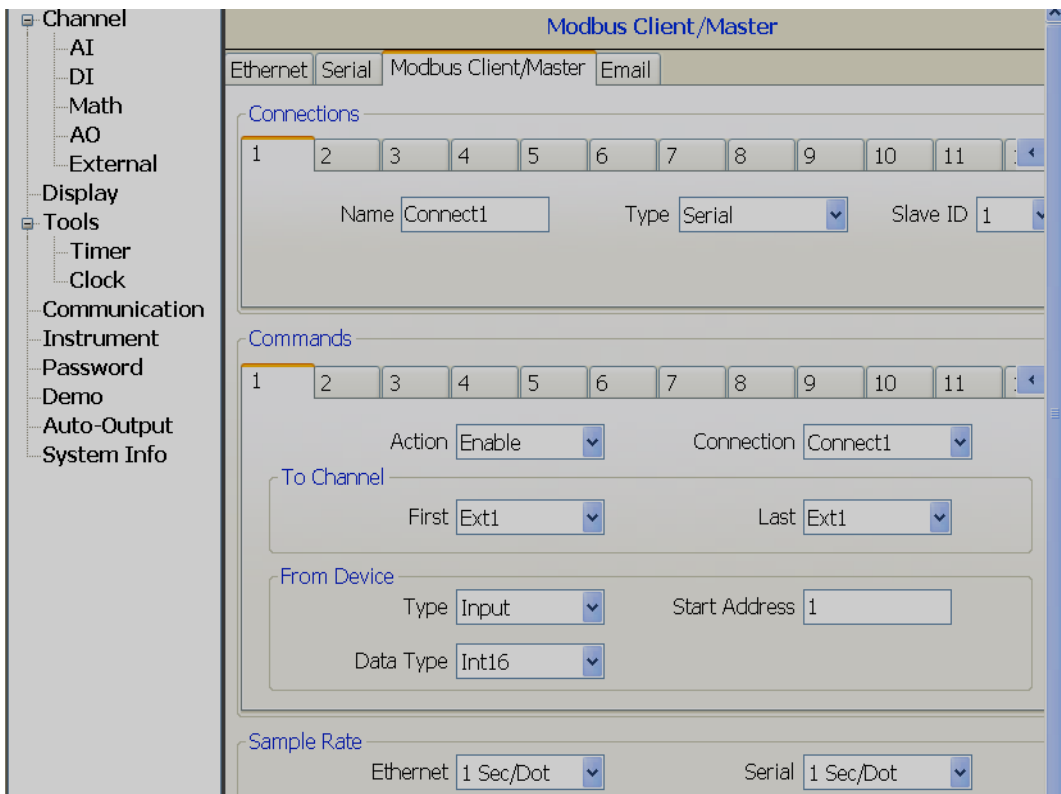 Channel
AI
DI
Math
AO
External
Display
Tools
Timer
Clock
Communication
Instrument
Password
Demo
Auto-Output
System Info
Modbus Client/Master
Ethernet Serial Modbus Client/Master Email
Connections
1 2 3 4 5 6 7 8 9 10 11
Name Connect1 Type Serial Slave ID 1
Commands
1 2 3 4 5 6 7 8 9 10 11
Action Enable Connection Connect1
To Channel
First Ext1 Last Ext1
From Device
Type Input Start Address 1
Data Type Int16
Sample Rate
Ethernet 1 Sec/Dot Serial 1 Sec/Dot